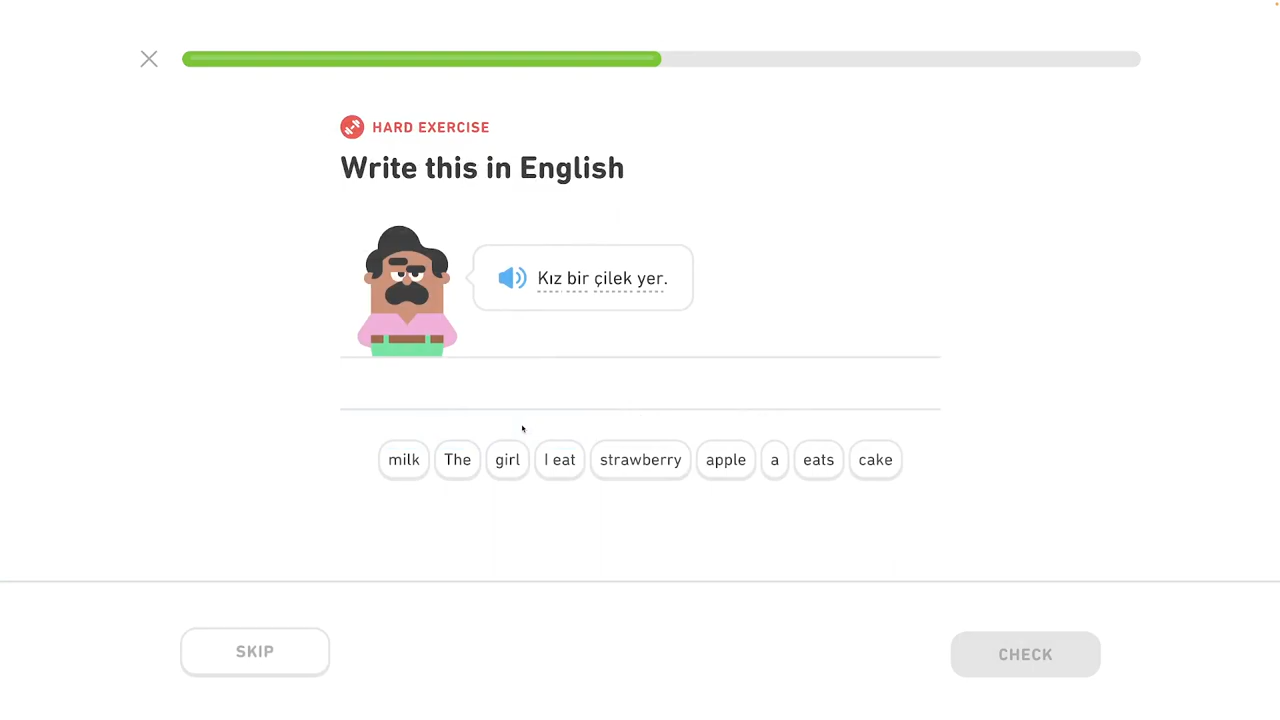 HARD EXERCISE
Write this in English
Kız bir çilek yer.
milk The girl I eat strawberry apple a eats cake
SKIP CHECK